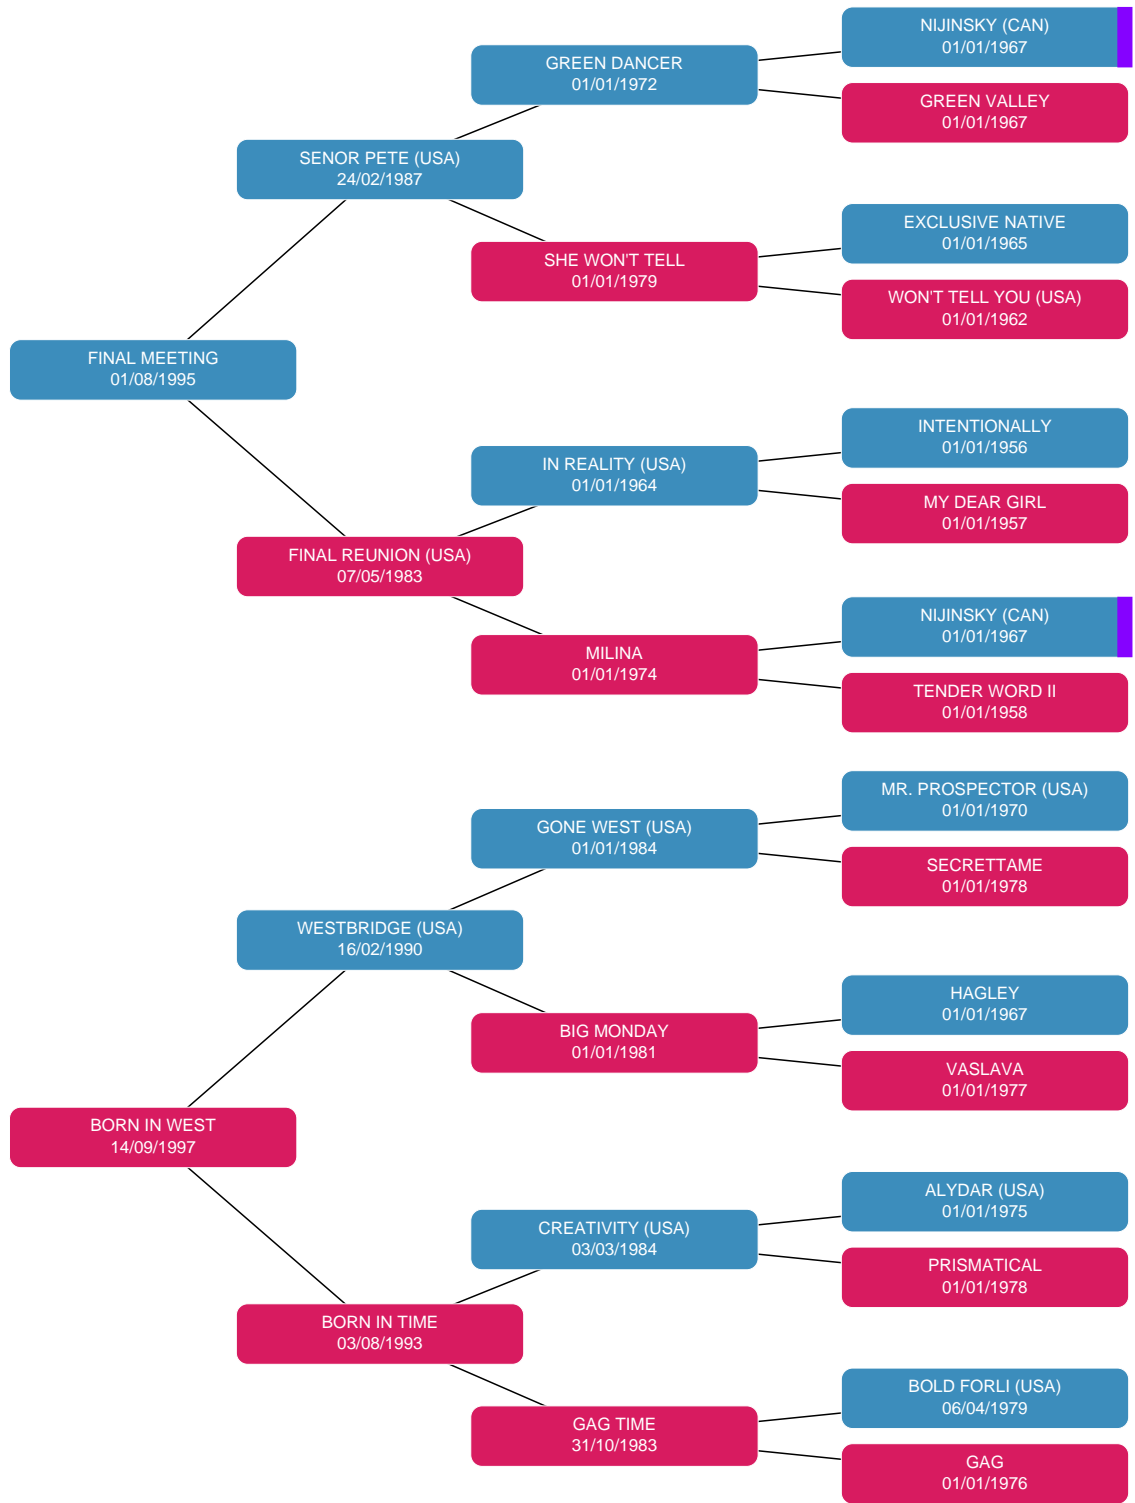 NIJINSKY (CAN)
01/01/1967
GREEN DANCER
01/01/1972
GREEN VALLEY
01/01/1967
SENOR PETE (USA)
24/02/1987
EXCLUSIVE NATIVE
01/01/1965
SHE WON'T TELL
01/01/1979
WON'T TELL YOU (USA)
01/01/1962
FINAL MEETING
01/08/1995
INTENTIONALLY
01/01/1956
IN REALITY (USA)
01/01/1964
MY DEAR GIRL
01/01/1957
FINAL REUNION (USA)
07/05/1983
NIJINSKY (CAN)
01/01/1967
MILINA
01/01/1974
TENDER WORD II
01/01/1958
MR. PROSPECTOR (USA)
01/01/1970
GONE WEST (USA)
01/01/1984
SECRETTAME
01/01/1978
WESTBRIDGE (USA)
16/02/1990
HAGLEY
01/01/1967
BIG MONDAY
01/01/1981
VASLAVA
01/01/1977
BORN IN WEST
14/09/1997
ALYDAR (USA)
01/01/1975
CREATIVITY (USA)
03/03/1984
PRISMATICAL
01/01/1978
BORN IN TIME
03/08/1993
BOLD FORLI (USA)
06/04/1979
GAG TIME
31/10/1983
GAG
01/01/1976